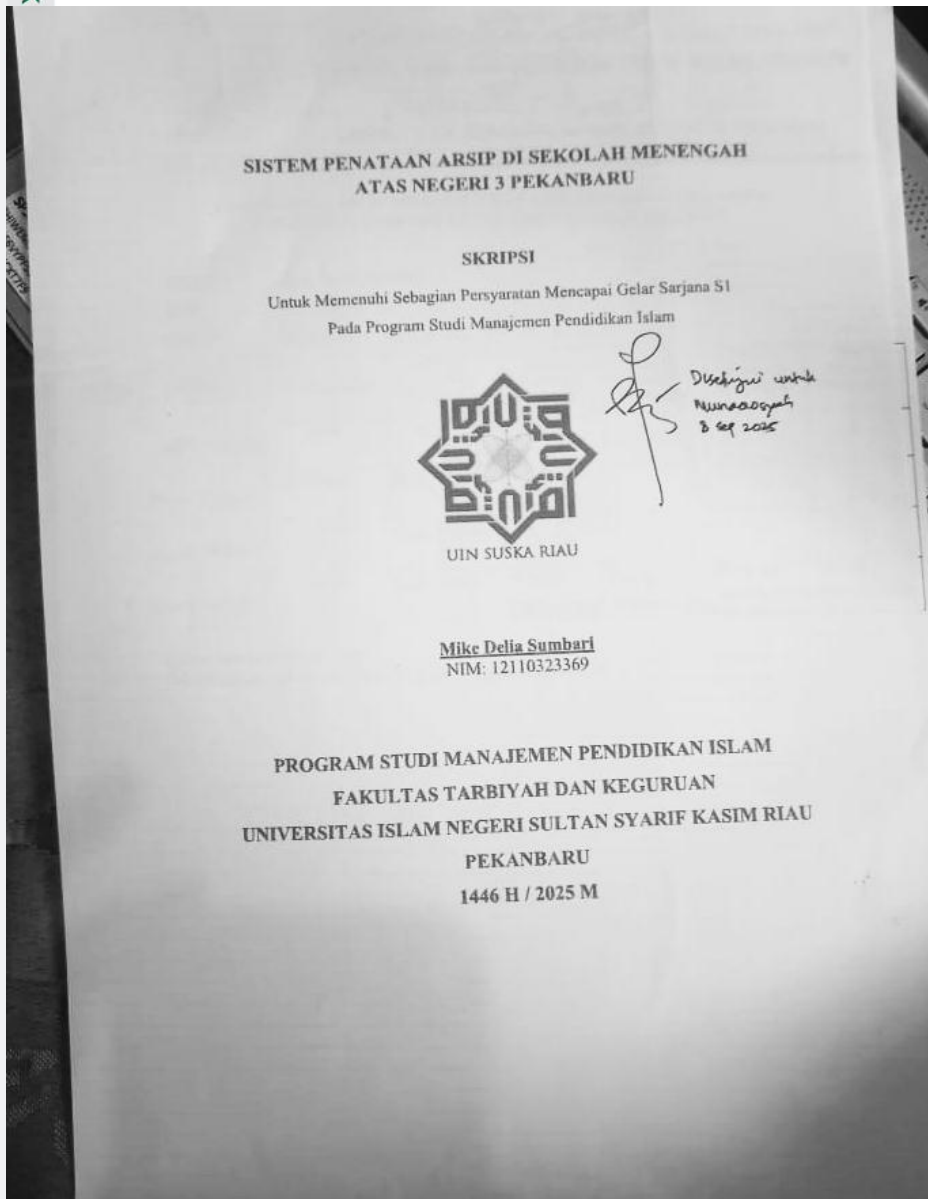 SISTEM PENATAAN ARSIP DI SEKOLAH MENENGAH
ATAS NEGERI 3 PEKANBARU
SKRIPSI
Untuk Memenuhi Sebagian Persyaratan Mencapai Gelar Sarjana S1
Pada Program Studi Manajemen Pendidikan Islam
Disetujui untuk
Munaqosyah
8 Sep 2025
UIN SUSKA RIAU
Mike Delia Sumbari
NIM: 12110323369
PROGRAM STUDI MANAJEMEN PENDIDIKAN ISLAM
FAKULTAS TARBIYAH DAN KEGURUAN
UNIVERSITAS ISLAM NEGERI SULTAN SYARIF KASIM RIAU
PEKANBARU
1446 H / 2025 M